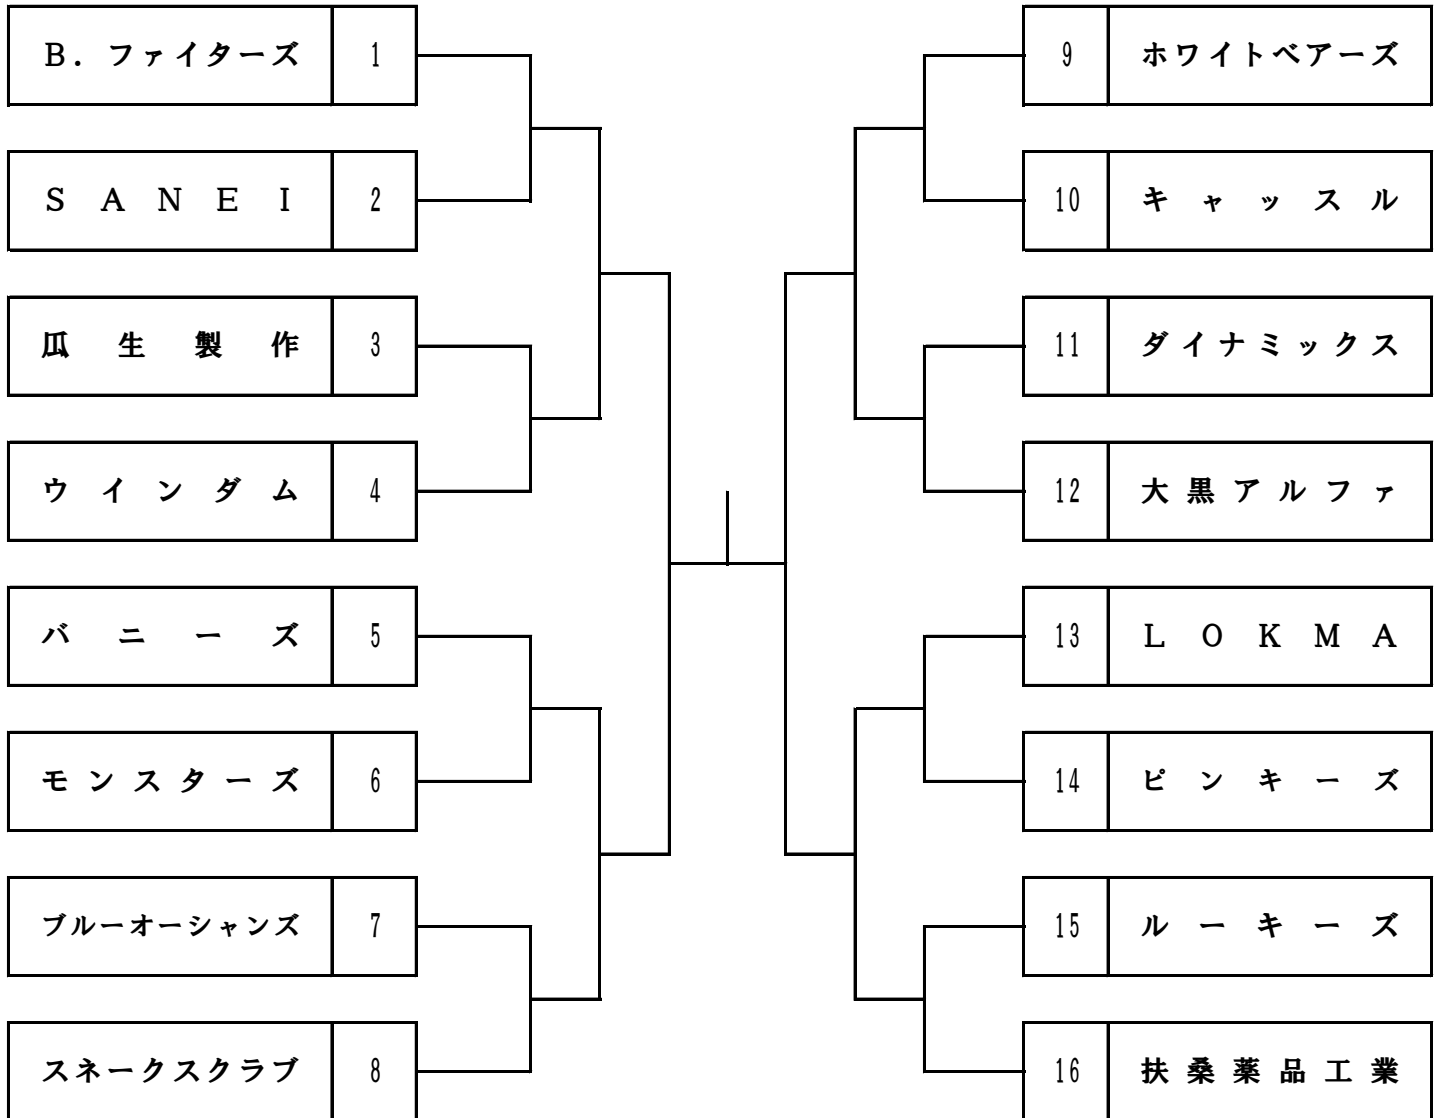 B．ファイターズ 1
SANEI 2
瓜生製作 3
ウインダム 4
バニーズ 5
モンスターズ 6
ブルーオーシャンズ 7
スネークスクラブ 8
9 ホワイトベアーズ
10 キャッスル
11 ダイナミックス
12 大黒アルファ
13 LOKMA
14 ピンキーズ
15 ルーキーズ
16 扶桑薬品工業